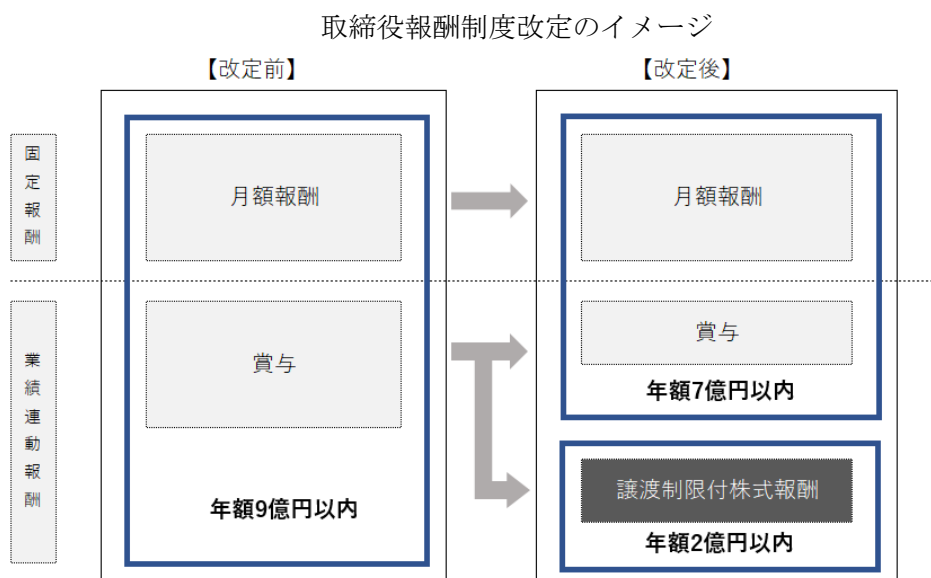 取締役報酬制度改定のイメージ
【改定前】
【改定後】
固定報酬
月額報酬
月額報酬
業績連動報酬
賞与
賞与
年額7億円以内
年額9億円以内
譲渡制限付株式報酬
年額2億円以内